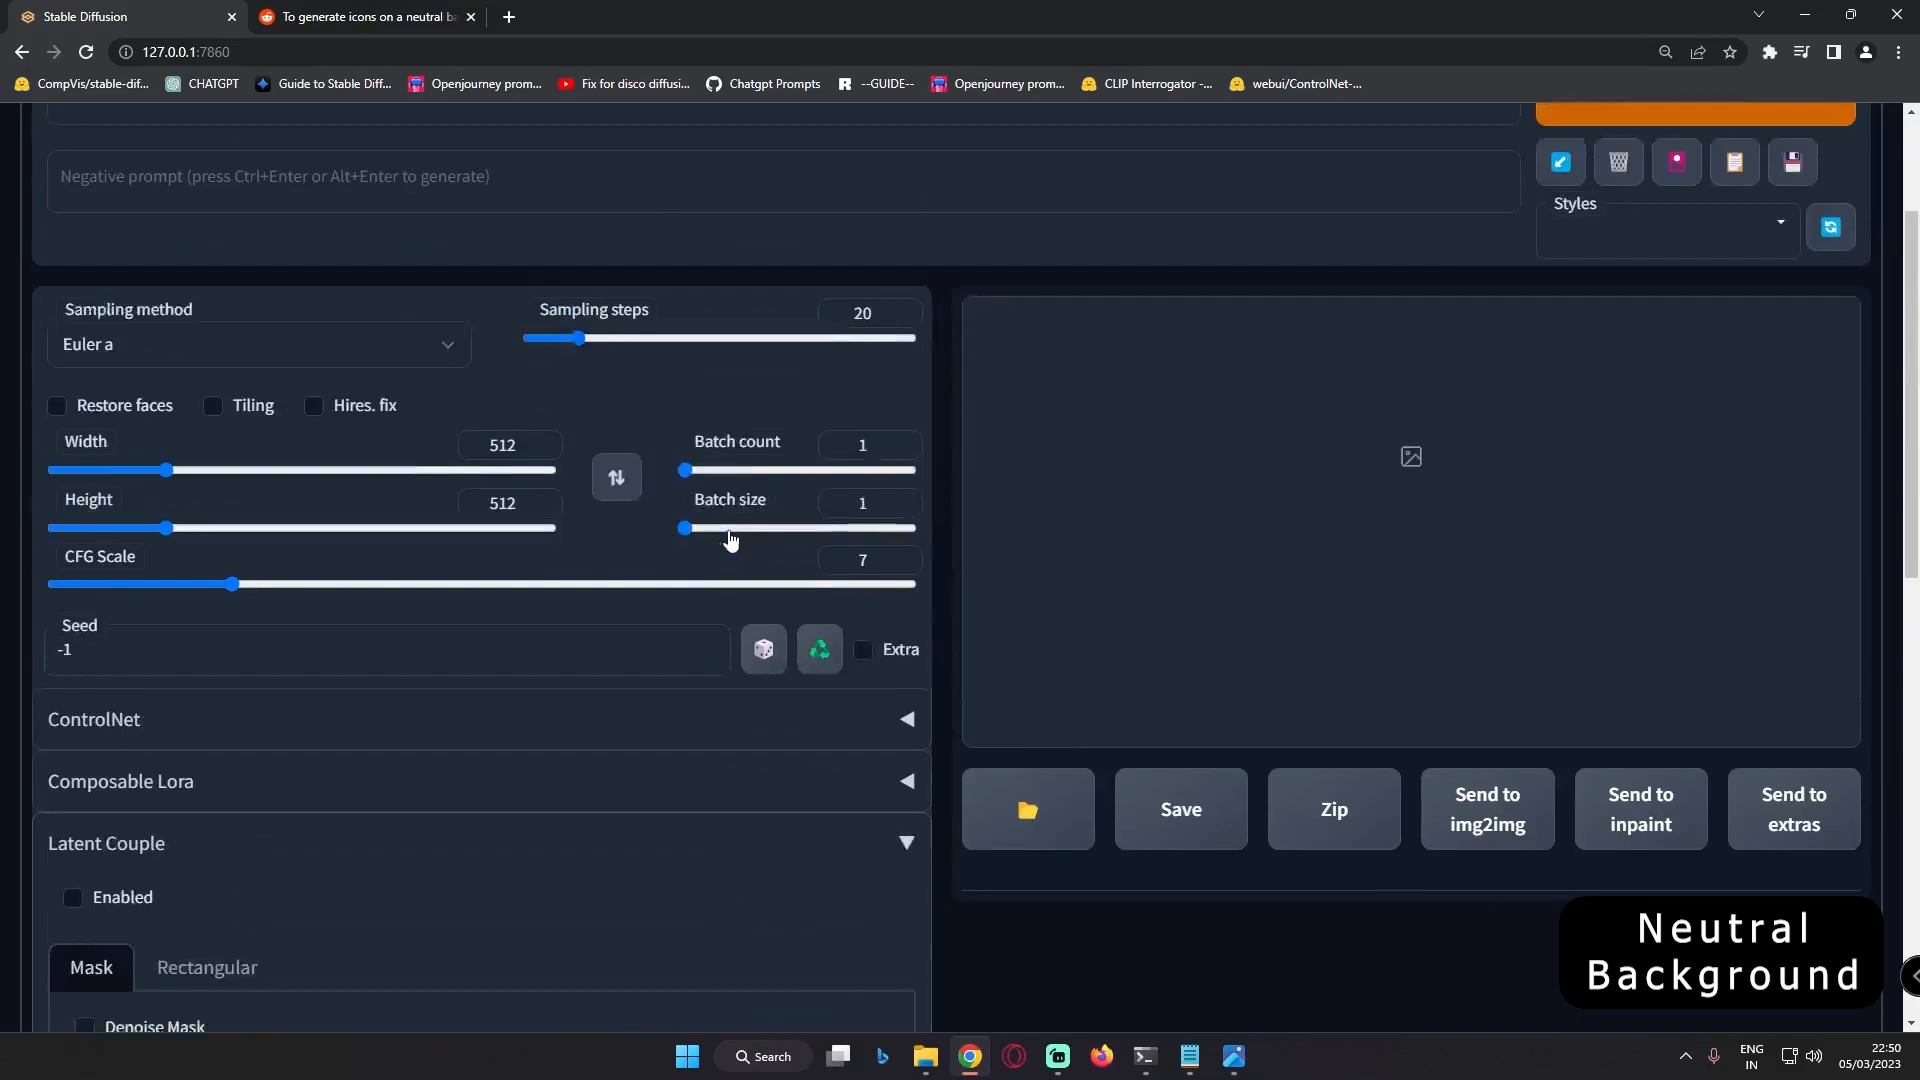 Stable Diffusion
To generate icons on a neutral ba
127.0.0.1:7860
CompVis/stable-dif...
CHATGPT
Guide to Stable Diff...
Openjourney prom...
Fix for disco diffusi...
Chatgpt Prompts
--GUIDE--
Openjourney prom...
CLIP Interrogator -...
webui/ControlNet-...
Negative prompt (press Ctrl+Enter or Alt+Enter to generate)
Styles
Sampling method
Euler a
Sampling steps
20
Restore faces
Tiling
Hires. fix
Width
512
Batch count
1
Height
512
Batch size
1
CFG Scale
7
Seed
-1
Extra
ControlNet
Composable Lora
Latent Couple
Enabled
Mask
Rectangular
Denoise Mask
Save
Zip
Send to
img2img
Send to
inpaint
Send to
extras
Neutral
Background
Search
ENG
IN
22:50
05/03/2023